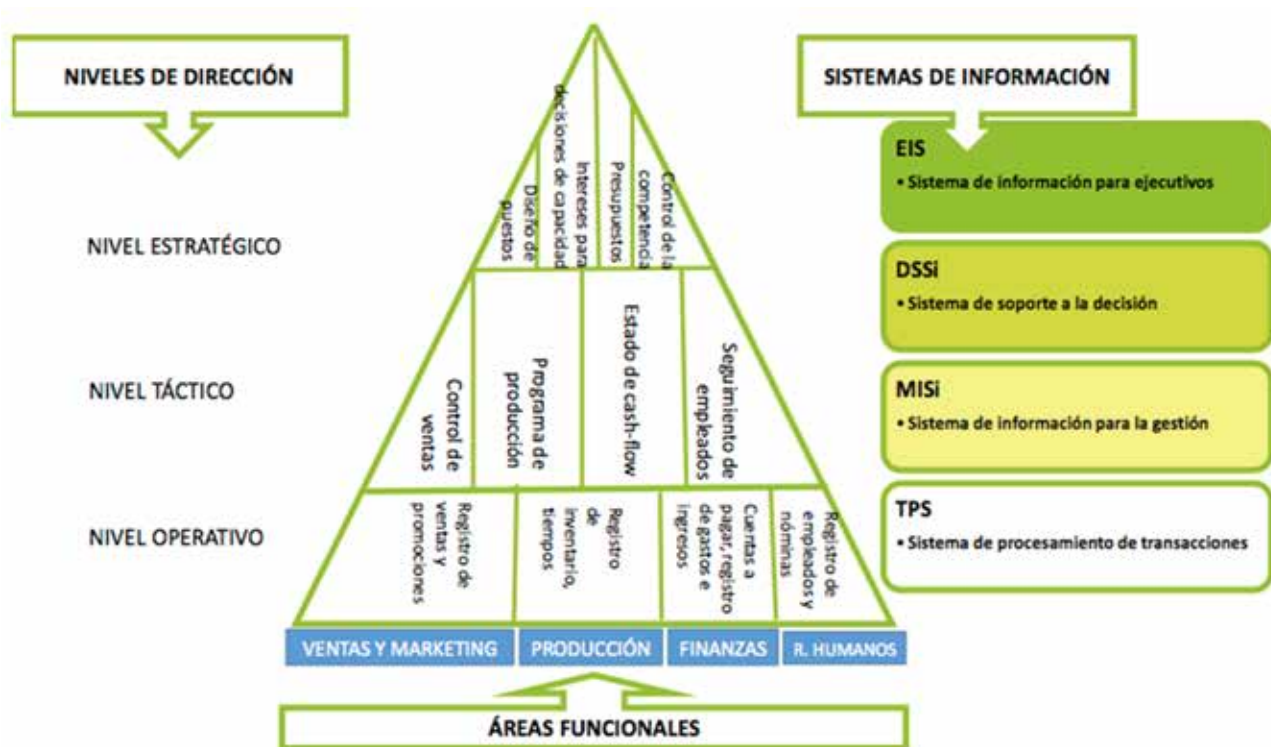 NIVELES DE DIRECCIÓN
SISTEMAS DE INFORMACIÓN
NIVEL ESTRATÉGICO
NIVEL TÁCTICO
NIVEL OPERATIVO
Diseño de
puestos
Intereses para
decisiones de capacidad
Presupuestos
Control de la
competencia
Control de
ventas
Programa de
producción
Estado de cash-flow
Seguimiento de
empleados
Registro de
ventas y
promociones
Registro
de
inventario,
tiempos
Cuentas a
pagar, registro
de gastos e
ingresos
Registro de
empleados y
nóminas
EIS
• Sistema de información para ejecutivos
DSSi
• Sistema de soporte a la decisión
MISi
• Sistema de información para la gestión
TPS
• Sistema de procesamiento de transacciones
VENTAS Y MARKETING
PRODUCCIÓN
FINANZAS
R. HUMANOS
ÁREAS FUNCIONALES